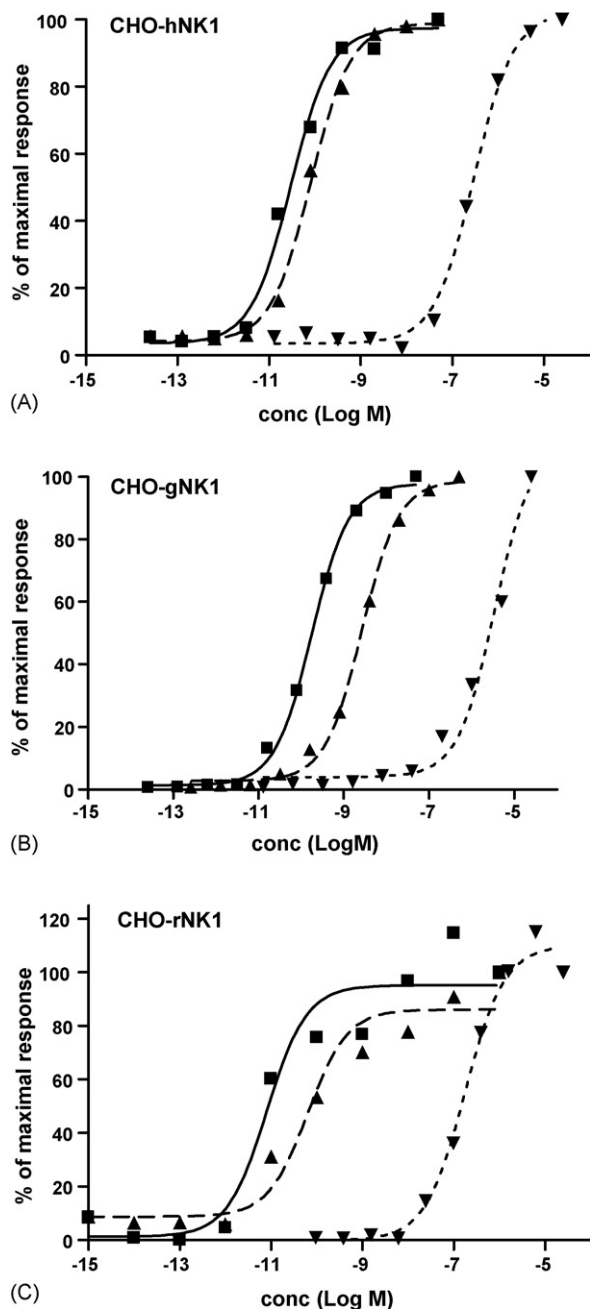 CHO-hNK1
100
80
60
40
20
0
% of maximal response
-15 -13 -11 -9 -7 -5
conc (Log M)
(A)
CHO-gNK1
100
80
60
40
20
0
% of maximal response
-15 -13 -11 -9 -7 -5
conc (LogM)
(B)
CHO-rNK1
120
100
80
60
40
20
0
% of maximal response
-15 -13 -11 -9 -7 -5
conc (Log M)
(C)